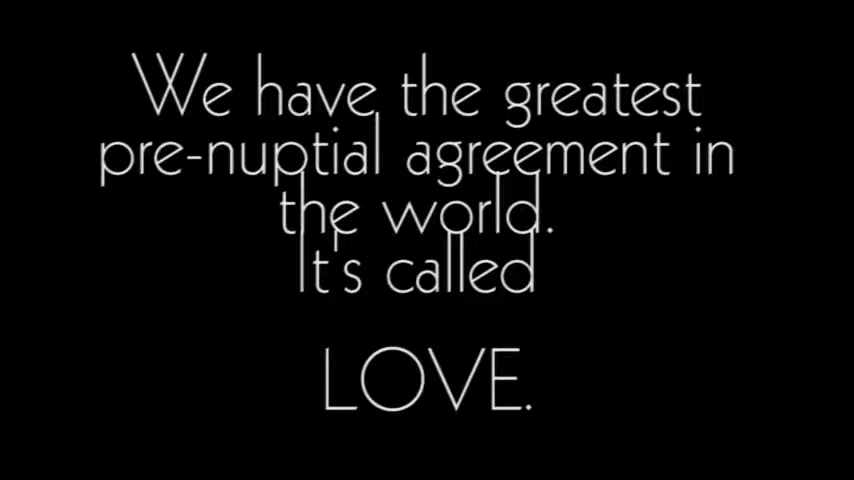 We have the greatest
pre-nuptial agreement in
the world.
It's called
LOVE.